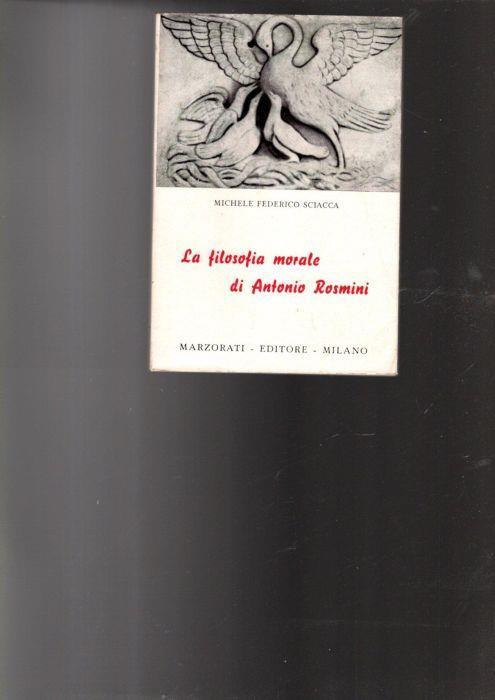 MICHELE FEDERICO SCIACCA
La filosofia morale
di Antonio Rosmini
MARZORATI - EDITORE - MILANO